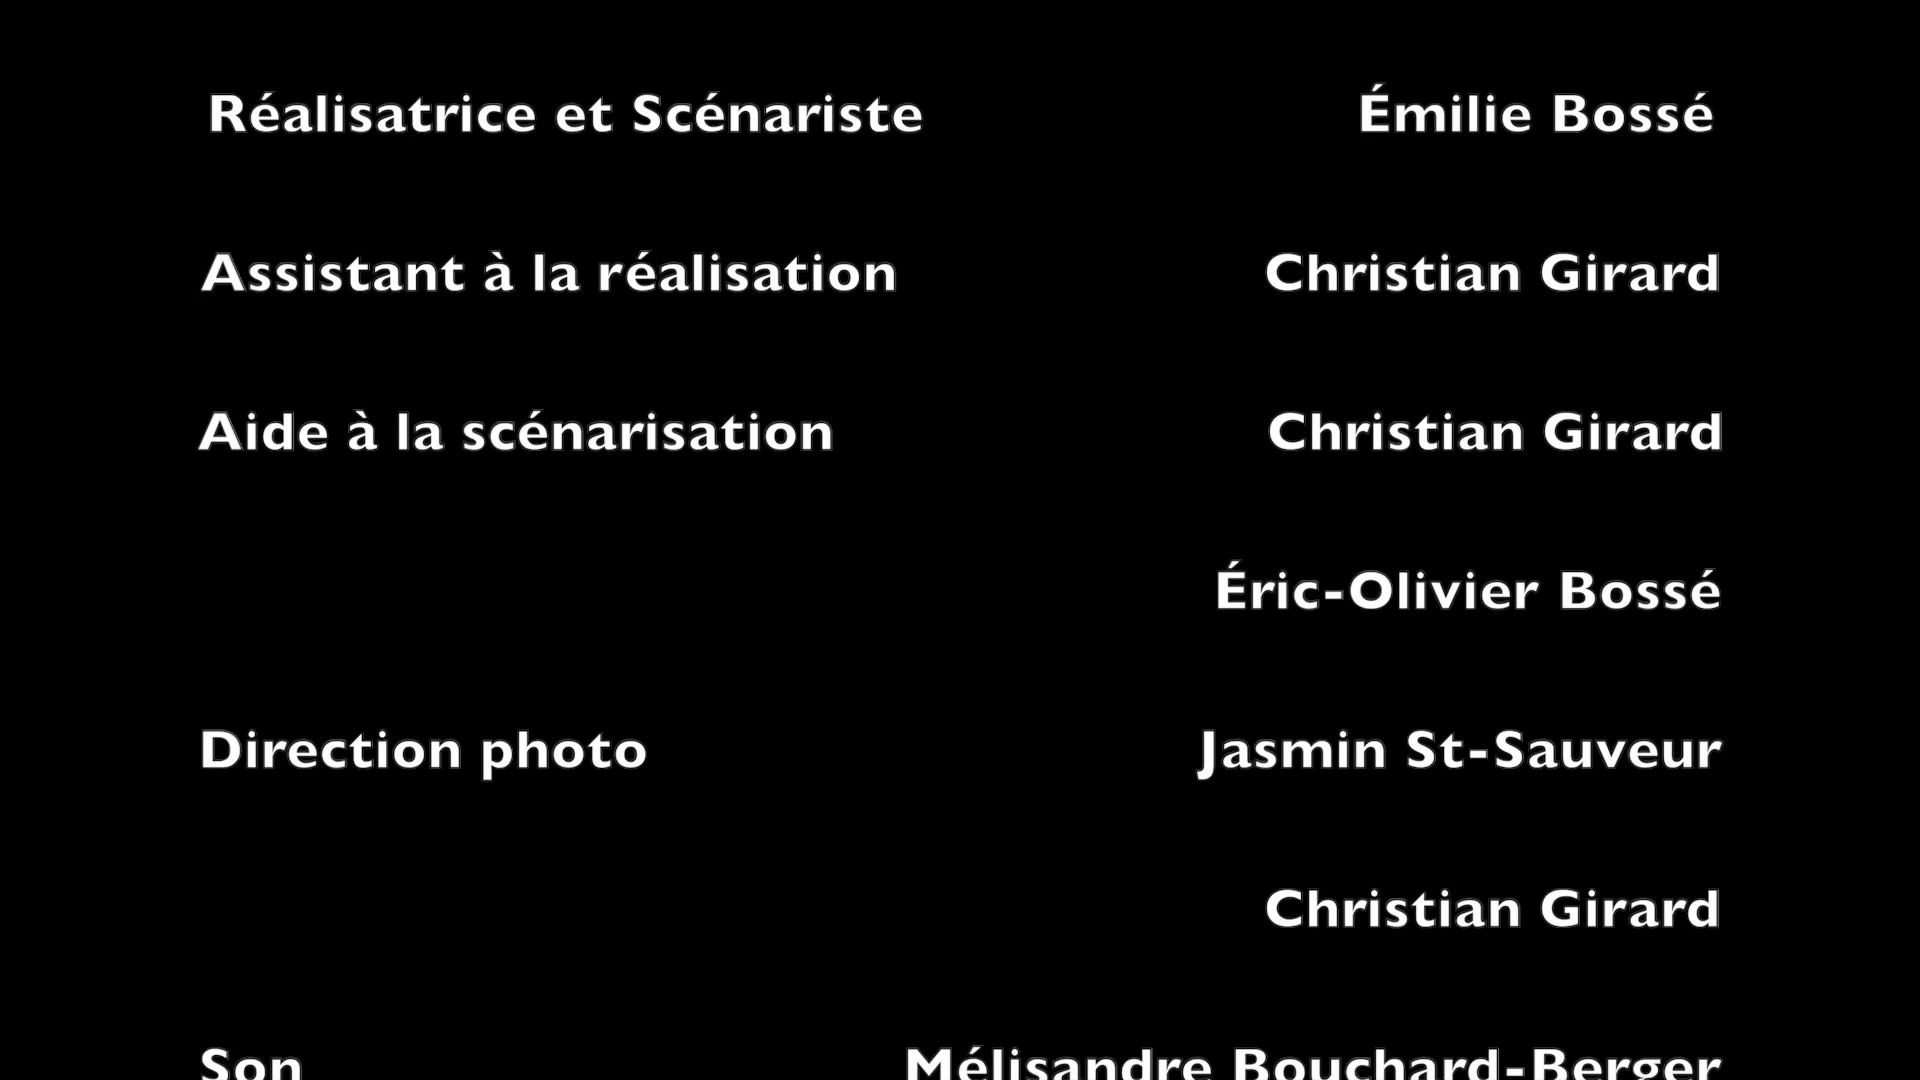 Réalisatrice et Scénariste Émilie Bossé
Assistant à la réalisation Christian Girard
Aide à la scénarisation Christian Girard
Éric-Olivier Bossé
Direction photo Jasmin St-Sauveur
Christian Girard
Son Mélisandre Bouchard-Berger